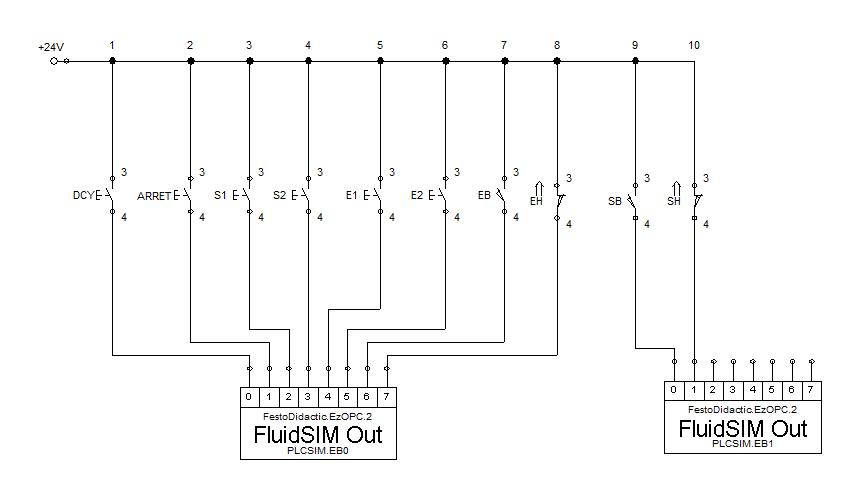 +24V 1 2 3 4 5 6 7 8 9 10
3 3 3 3 3 3 3 3 3 3
DCY ARRET S1 S2 E1 E2 EB EH SB SH
4 4 4 4 4 4 4 4 4 4
0 1 2 3 4 5 6 7
FestoDidactic.EzOPC.2
FluidSIM Out
PLCSIM.EB0
0 1 2 3 4 5 6 7
FestoDidactic.EzOPC.2
FluidSIM Out
PLCSIM.EB1